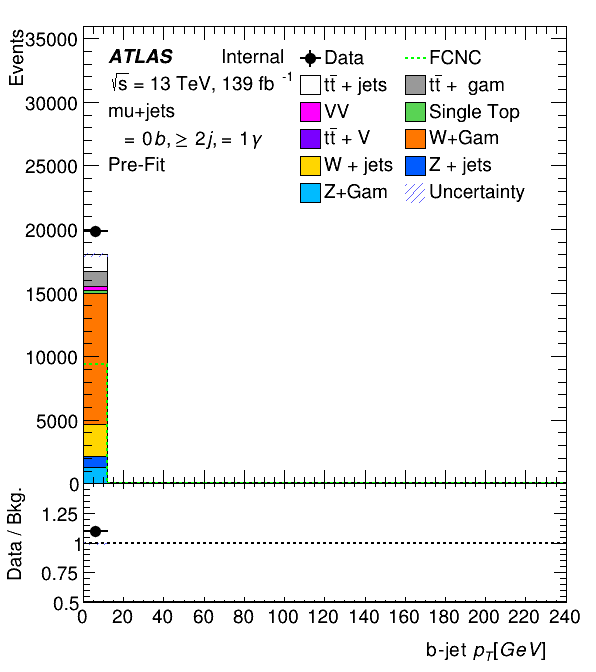 Events
35000
30000
25000
20000
15000
10000
5000
0
ATLAS Internal
√s = 13 TeV, 139 fb⁻¹
mu+jets
= 0b, ≥ 2j, = 1γ
Pre-Fit
Data
FCNC
tt̄ + jets
tt̄ + gam
VV
Single Top
tt̄ + V
W+Gam
W + jets
Z + jets
Z+Gam
Uncertainty
Data / Bkg.
1.25
1
0.75
0.5
0 20 40 60 80 100 120 140 160 180 200 220 240
b-jet p_T[GeV]